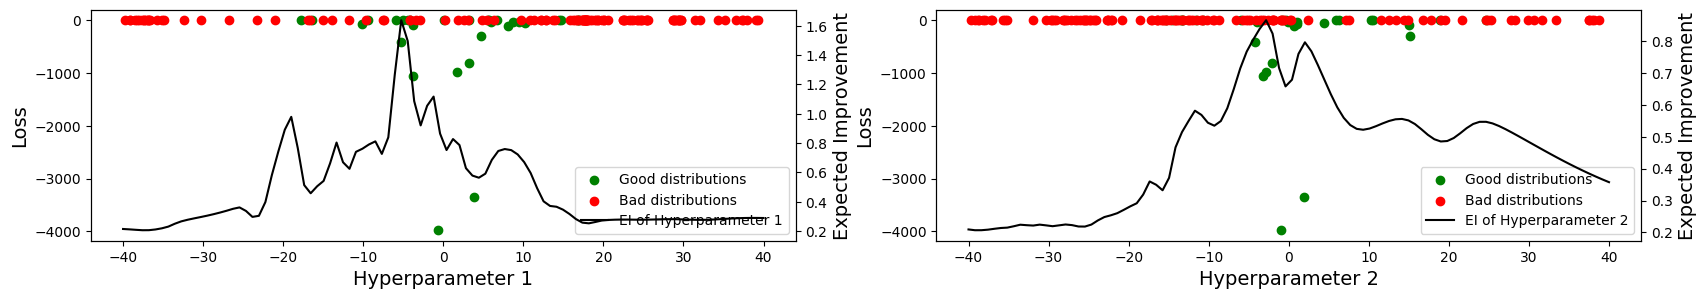 0
−1000
−2000
−3000
−4000
Loss
−40 −30 −20 −10 0 10 20 30 40
Hyperparameter 1
1.6
1.4
1.2
1.0
0.8
0.6
0.4
0.2
Expected Improvement
Good distributions
Bad distributions
EI of Hyperparameter 1
0
−1000
−2000
−3000
−4000
Loss
−40 −30 −20 −10 0 10 20 30 40
Hyperparameter 2
0.8
0.7
0.6
0.5
0.4
0.3
0.2
Expected Improvement
Good distributions
Bad distributions
EI of Hyperparameter 2